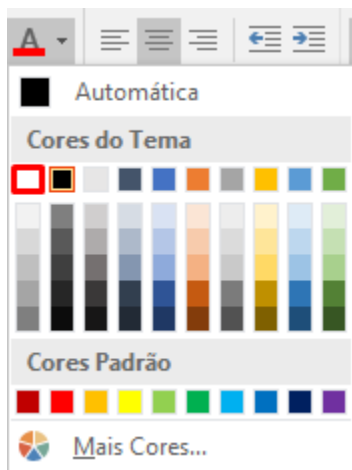 A
Automática
Cores do Tema
Cores Padrão
Mais Cores...